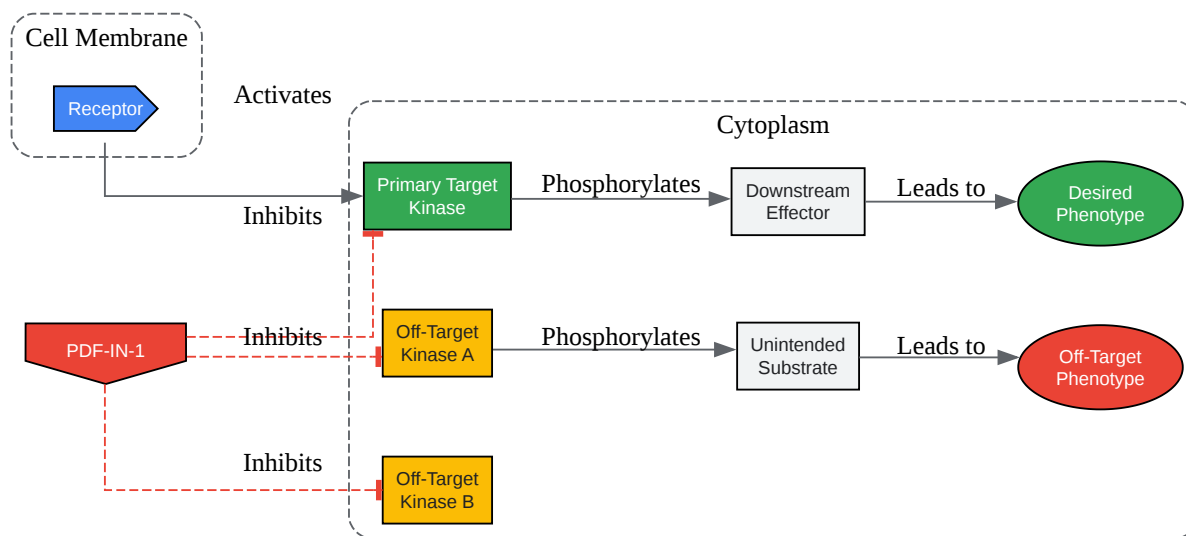 Cell Membrane
Receptor
Activates
Cytoplasm
Primary Target
Kinase
Phosphorylates
Downstream
Effector
Leads to
Desired
Phenotype
Inhibits
PDF-IN-1
Inhibits
Off-Target
Kinase A
Phosphorylates
Unintended
Substrate
Leads to
Off-Target
Phenotype
Inhibits
Off-Target
Kinase B